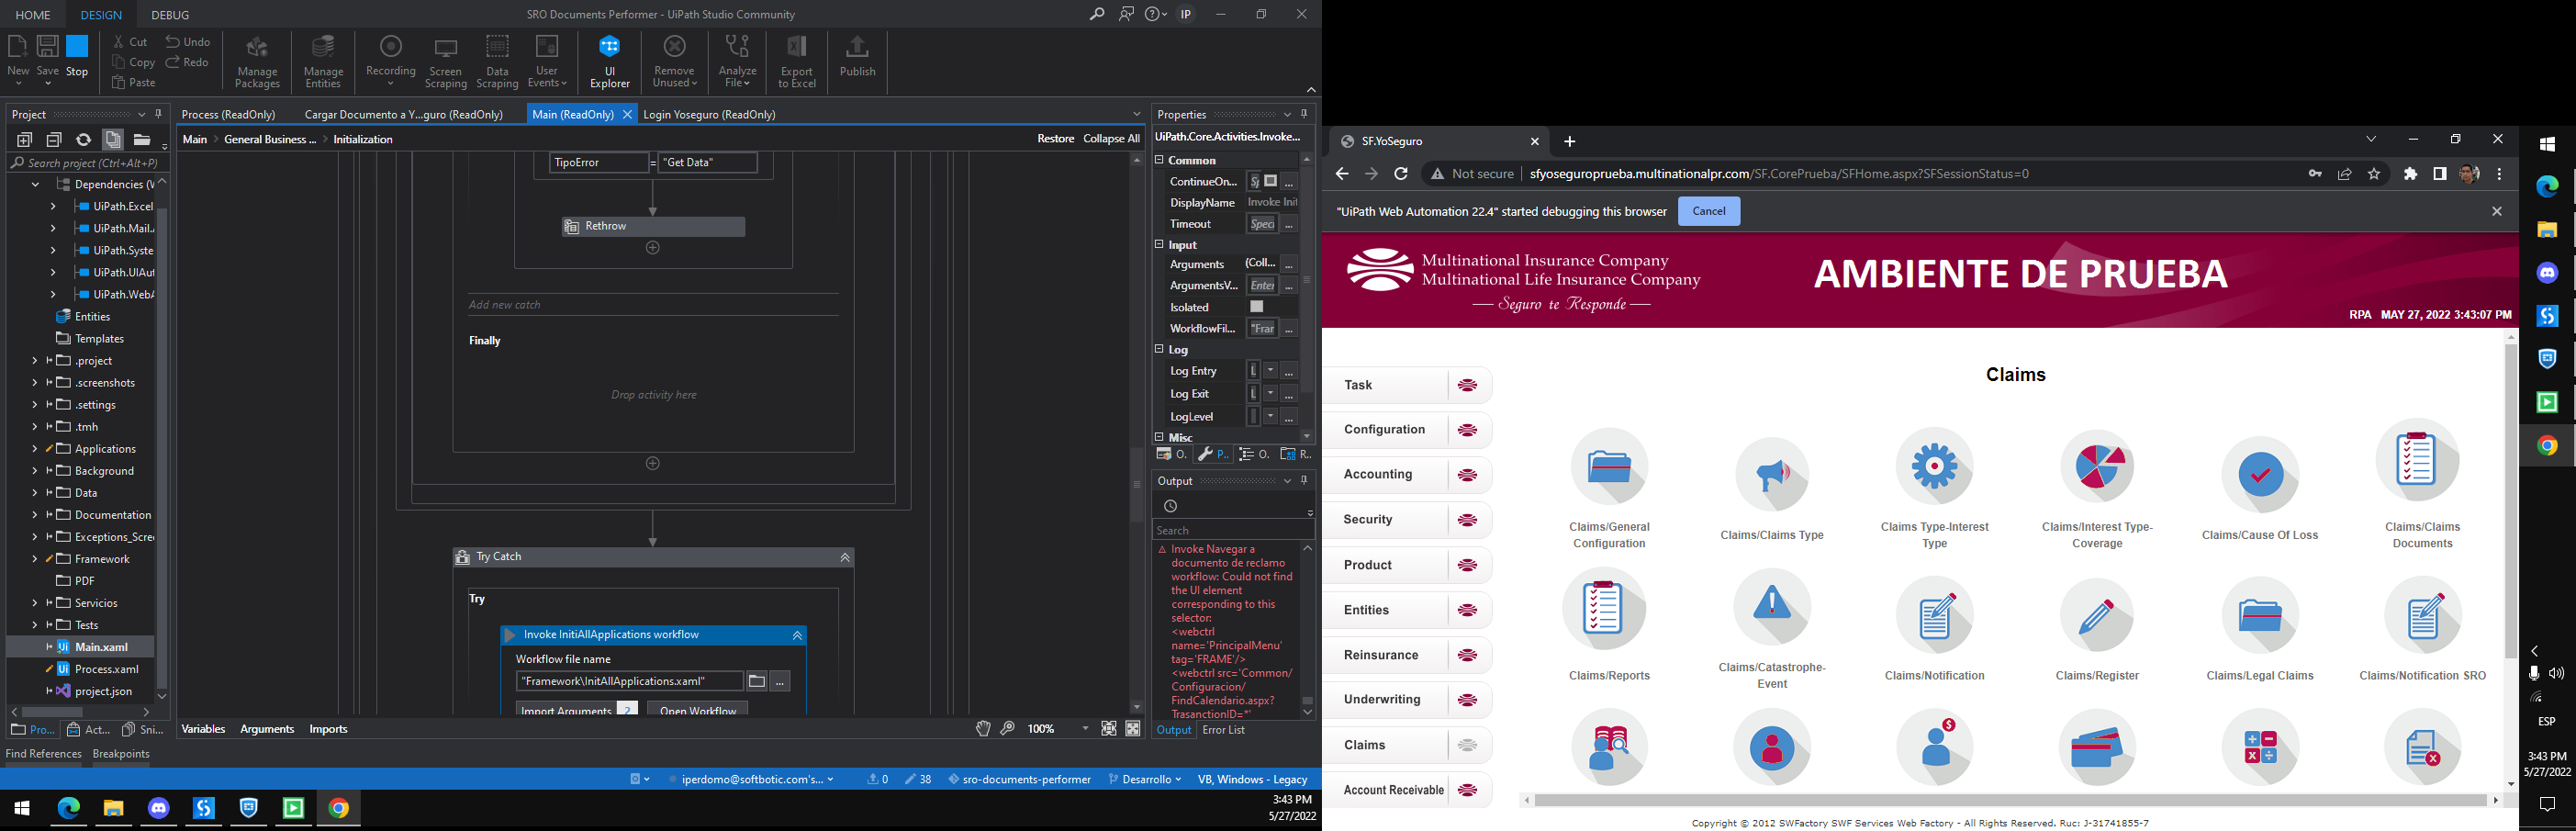 HOME DESIGN DEBUG
SRO Documents Performer - UiPath Studio Community
IP
New
Save
Stop
Cut
Copy
Paste
Undo
Redo
Manage Packages
Manage Entities
Recording
Screen Scraping
Data Scraping
User Events
UI Explorer
Remove Unused
Analyze File
Export to Excel
Publish
Project
Search project (Ctrl+Alt+P)
Dependencies (V
UiPath.Excel
UiPath.Mail.
UiPath.Syste
UiPath.UIAut
UiPath.WebA
Entities
Templates
.project
.screenshots
.settings
.tmh
Applications
Background
Data
Documentation
Exceptions_Scree
Framework
PDF
Servicios
Tests
Main.xaml
Process.xaml
project.json
Pro...
Act...
Sni...
Find References Breakpoints
Process (ReadOnly)
Cargar Documento a Y...guro (ReadOnly)
Main (ReadOnly)
Login Yoseguro (ReadOnly)
Main > General Business ... > Initialization
Restore Collapse All
TipoError = "Get Data"
Rethrow
Add new catch
Finally
Drop activity here
Try Catch
Try
Invoke InitiAllApplications workflow
Workflow file name
"Framework\InitAllApplications.xaml"
...
Import Arguments 2 Open Workflow
Variables Arguments Imports
100%
Properties
UiPath.Core.Activities.Invoke...
Common
ContinueOn...
DisplayName Invoke Init
Timeout Speci ...
Input
Arguments (Coll... ...
ArgumentsV... Enter ...
Isolated
WorkflowFil... "Fran ...
Log
Log Entry
Log Exit
LogLevel
Misc
O.. P.. O.. R..
Output
Search
Invoke Navegar a
documento de reclamo
workflow: Could not find
the UI element
corresponding to this
selector:
<webctrl
name='PrincipalMenu'
tag='FRAME'/>
<webctrl src='Common/
Configuracion/
FindCalendario.aspx?
TrasanctionID=*'
Output Error List
iperdomo@softbotic.com's...
0
38
sro-documents-performer
Desarrollo
VB, Windows - Legacy
3:43 PM
5/27/2022
SF.YoSeguro
Not secure
sfyoseguroprueba.multinationalpr.com/SF.CorePrueba/SFHome.aspx?SFSessionStatus=0
"UiPath Web Automation 22.4" started debugging this browser
Cancel
Multinational Insurance Company
Multinational Life Insurance Company
Seguro te Responde
AMBIENTE DE PRUEBA
RPA MAY 27, 2022 3:43:07 PM
Task
Configuration
Accounting
Security
Product
Entities
Reinsurance
Underwriting
Claims
Account Receivable
Claims
Claims/General Configuration
Claims/Claims Type
Claims Type-Interest Type
Claims/Interest Type-Coverage
Claims/Cause Of Loss
Claims/Claims Documents
Claims/Reports
Claims/Catastrophe-Event
Claims/Notification
Claims/Register
Claims/Legal Claims
Claims/Notification SRO
Copyright © 2012 SWFactory SWF Services Web Factory - All Rights Reserved. Ruc: J-31741855-7
ESP
3:43 PM
5/27/2022